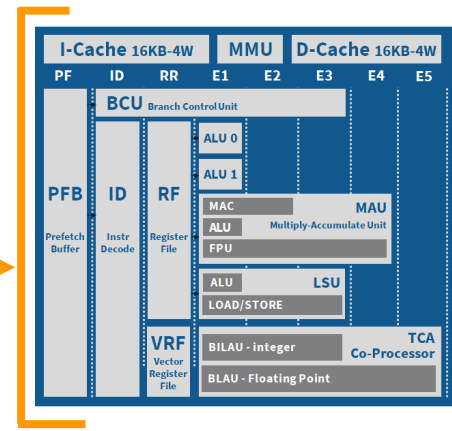 I-Cache 16KB-4W
MMU
D-Cache 16KB-4W
PF ID RR E1 E2 E3 E4 E5
BCU Branch Control Unit
ALU 0
ALU 1
PFB
Prefetch
Buffer
ID
Instr
Decode
RF
Register
File
MAC
ALU
FPU
MAU
Multiply-Accumulate Unit
ALU
LSU
LOAD/STORE
VRF
Vector
Register
File
BILAU - integer
TCA
Co-Processor
BLAU - Floating Point